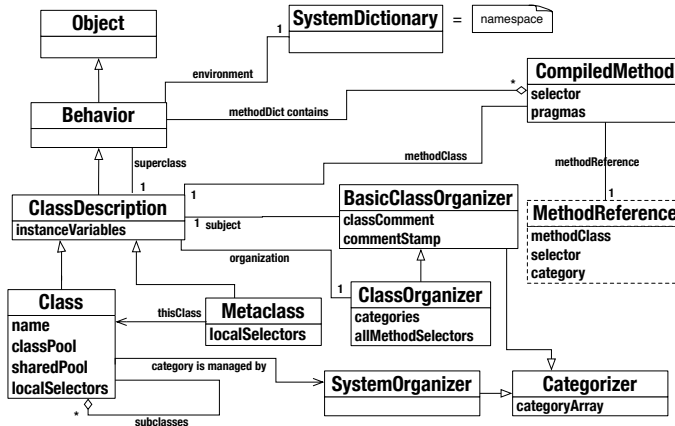 Object
SystemDictionary
=
namespace
1
environment
Behavior
methodDict contains
*
CompiledMethod
selector
pragmas
superclass
1
methodClass
1
methodReference
1
ClassDescription
instanceVariables
1
subject
BasicClassOrganizer
classComment
commentStamp
MethodReference
methodClass
selector
category
organization
1
ClassOrganizer
categories
allMethodSelectors
Class
name
classPool
sharedPool
localSelectors
thisClass
Metaclass
localSelectors
category is managed by
SystemOrganizer
Categorizer
categoryArray
*
subclasses